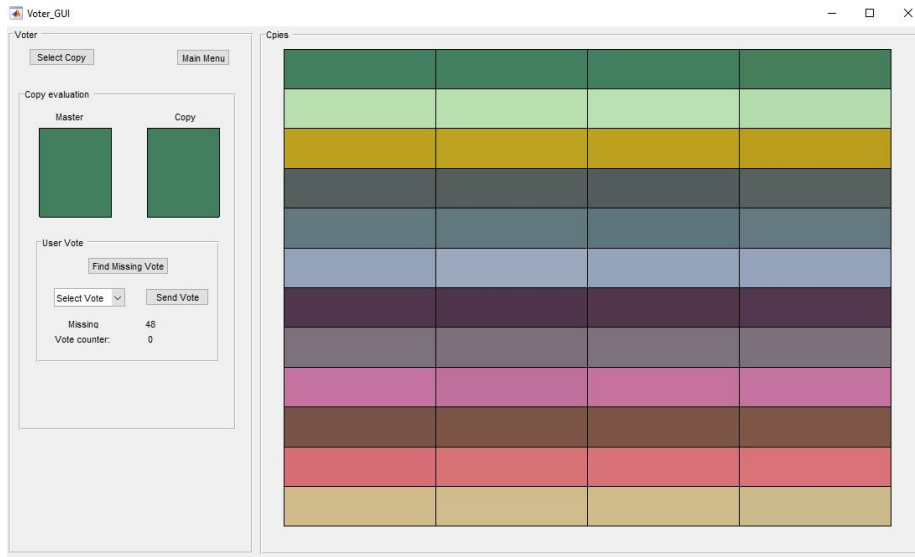 Voter_GUI
Voter
Select Copy
Main Menu
Copy evaluation
Master
Copy
User Vote
Find Missing Vote
Select Vote
Send Vote
Missing
48
Vote counter:
0
Cpies